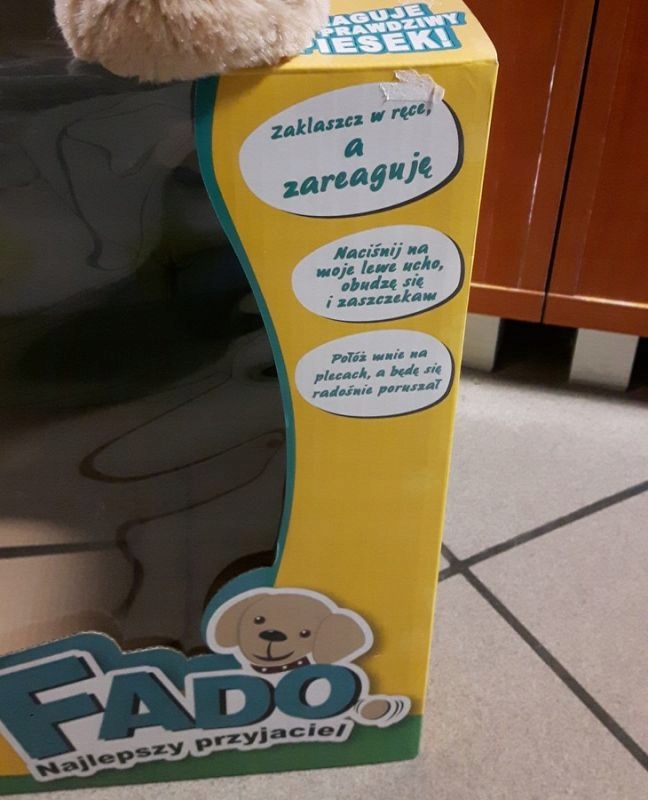 AGUJE
PRAWDZIWY
PIESEK!
Zaklaszcz w ręce,
a
zareaguję
Naciśnij na
moje lewe ucho,
obudzę się
i zaszczekam
Połóż mnie na
plecach, a będę się
radośnie poruszał
FADO
Najlepszy przyjaciel